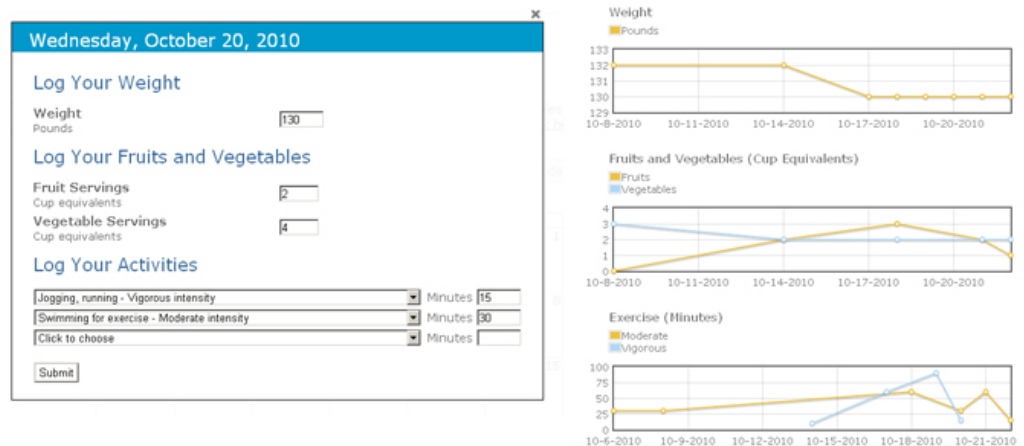 ×
Wednesday, October 20, 2010
Log Your Weight
Weight
Pounds
130
Log Your Fruits and Vegetables
Fruit Servings
Cup equivalents
2
Vegetable Servings
Cup equivalents
4
Log Your Activities
Jogging, running - Vigorous intensity Minutes 15
Swimming for exercise - Moderate intensity Minutes 30
Click to choose Minutes
Submit
Weight
Pounds
133
132
131
130
129
10-8-2010 10-11-2010 10-14-2010 10-17-2010 10-20-2010
Fruits and Vegetables (Cup Equivalents)
Fruits
Vegetables
4
3
2
1
0
10-8-2010 10-11-2010 10-14-2010 10-17-2010 10-20-2010
Exercise (Minutes)
Moderate
Vigorous
100
75
50
25
0
10-6-2010 10-9-2010 10-12-2010 10-15-2010 10-18-2010 10-21-2010